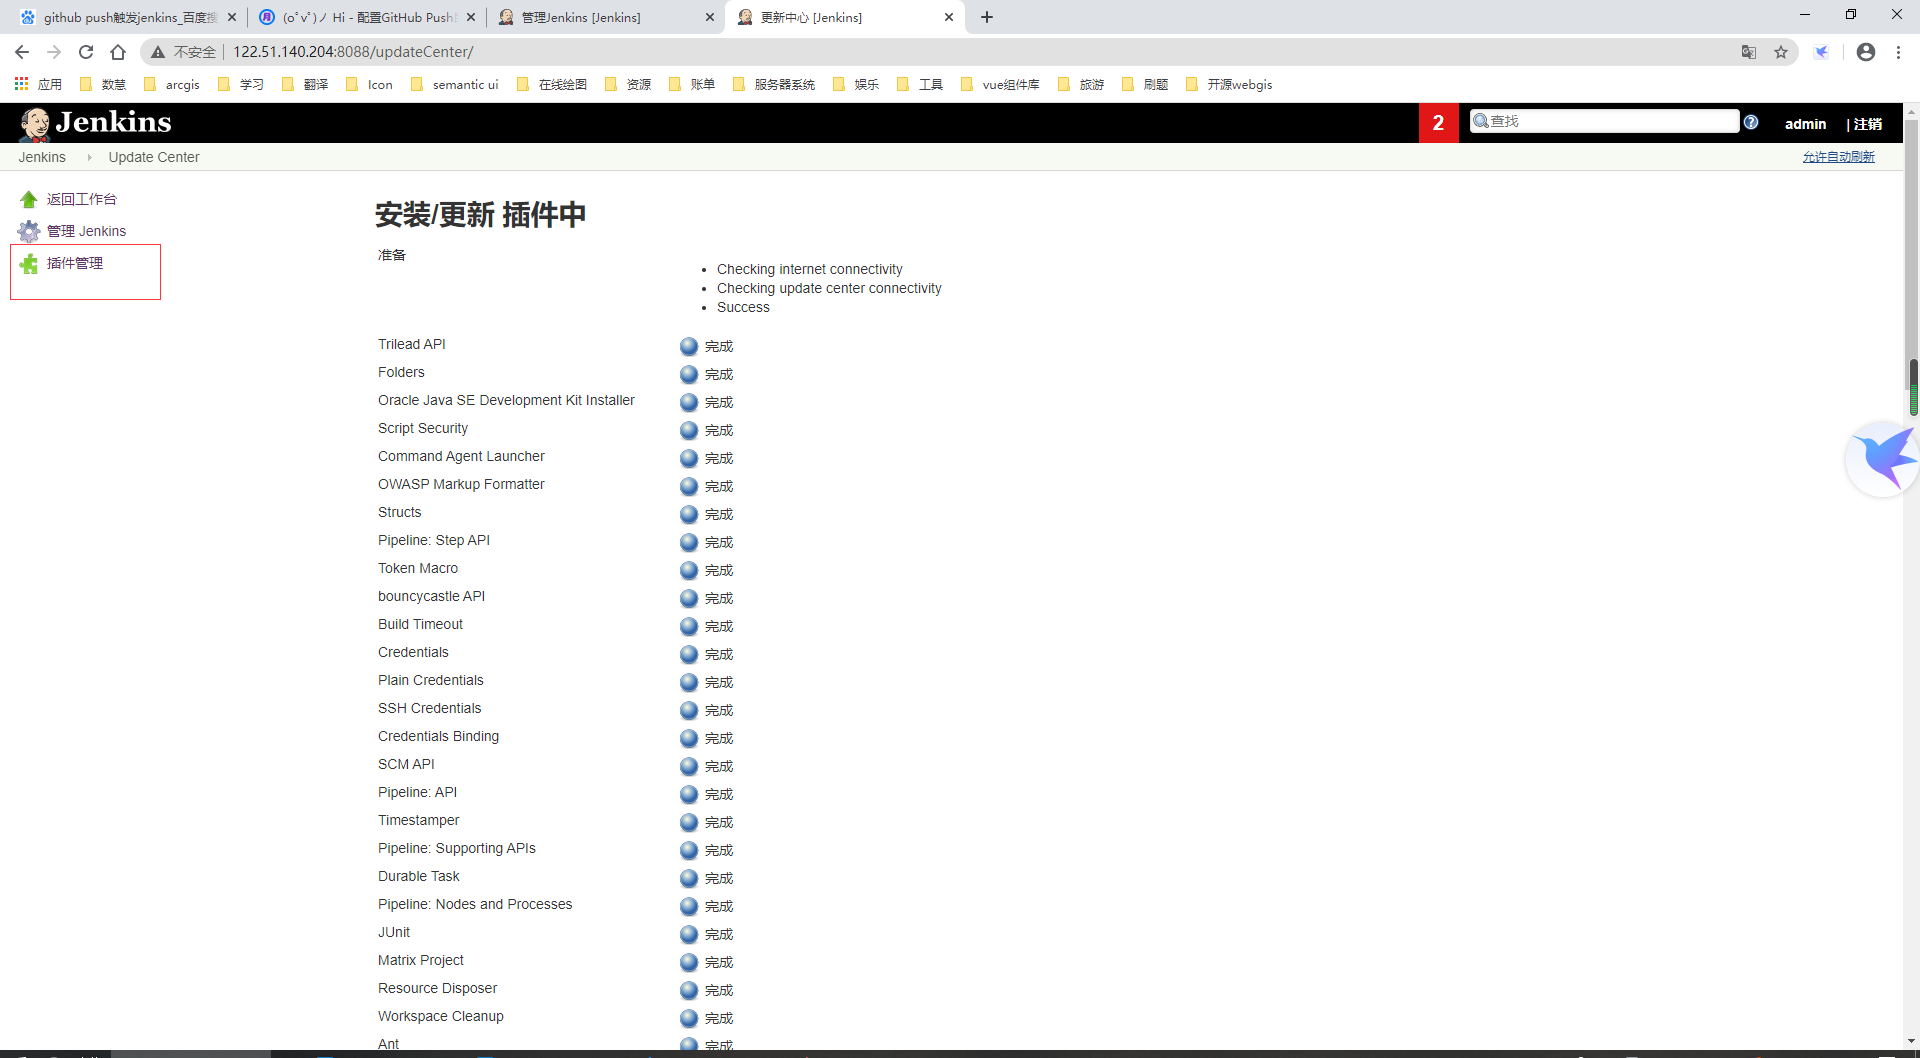 github push触发jenkins_百度搜
(oﾟvﾟ)ノ Hi - 配置GitHub Push
管理Jenkins [Jenkins]
更新中心 [Jenkins]
不安全 122.51.140.204:8088/updateCenter/
应用 数慧 arcgis 学习 翻译 Icon semantic ui 在线绘图 资源 账单 服务器系统 娱乐 工具 vue组件库 旅游 刷题 开源webgis
Jenkins 2 查找 admin | 注销
Jenkins Update Center 允许自动刷新
返回工作台
管理 Jenkins
插件管理
安装/更新 插件中
准备
• Checking internet connectivity
• Checking update center connectivity
• Success
Trilead API 完成
Folders 完成
Oracle Java SE Development Kit Installer 完成
Script Security 完成
Command Agent Launcher 完成
OWASP Markup Formatter 完成
Structs 完成
Pipeline: Step API 完成
Token Macro 完成
bouncycastle API 完成
Build Timeout 完成
Credentials 完成
Plain Credentials 完成
SSH Credentials 完成
Credentials Binding 完成
SCM API 完成
Pipeline: API 完成
Timestamper 完成
Pipeline: Supporting APIs 完成
Durable Task 完成
Pipeline: Nodes and Processes 完成
JUnit 完成
Matrix Project 完成
Resource Disposer 完成
Workspace Cleanup 完成
Ant 完成